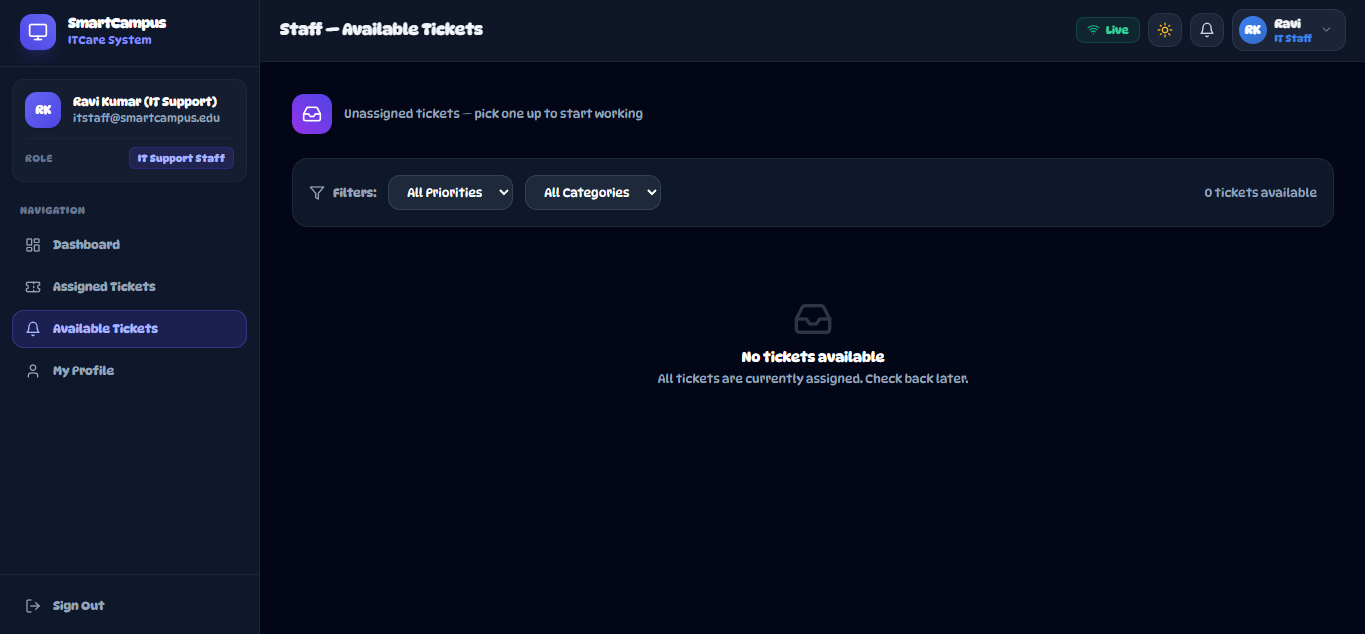 SmartCampus
ITCare System
RK
Ravi Kumar (IT Support)
itstaff@smartcampus.edu
ROLE
IT Support Staff
NAVIGATION
Dashboard
Assigned Tickets
Available Tickets
My Profile
Sign Out
Staff — Available Tickets
Live
RK
Ravi
IT Staff
Unassigned tickets — pick one up to start working
Filters:
All Priorities
All Categories
0 tickets available
No tickets available
All tickets are currently assigned. Check back later.